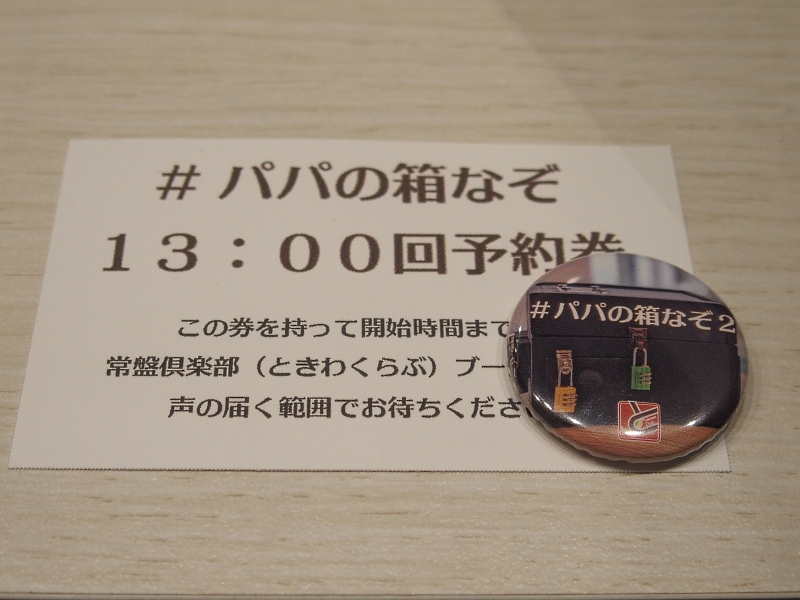 # パパの箱なぞ
13：00回予約券
この券を持って開始時間まで
常盤倶楽部（ときわくらぶ）ブー
声の届く範囲でお待ちくださ
#パパの箱なぞ2